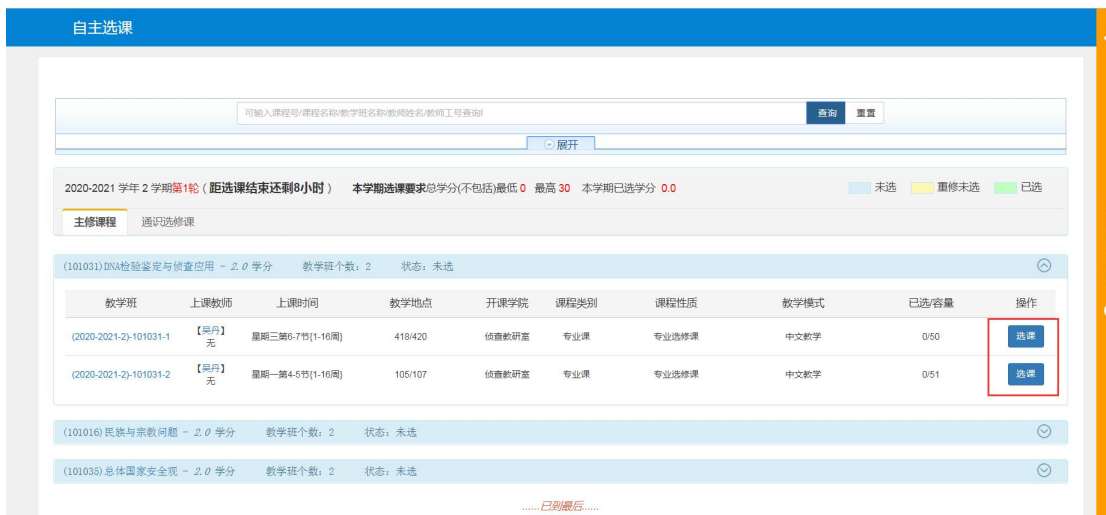 自主选课
可输入课程号/课程名称/教学班名称/教师姓名/教师工号查询! 查询 重置
展开
2020-2021 学年 2 学期第1轮 ( 距选课结束还剩8小时 ) 本学期选课要求总学分(不包括)最低 0 最高 30 本学期已选学分 0.0 未选 重修未选 已选
主修课程 通识选修课
(101031)DNA检验鉴定与侦查应用 - 2.0 学分 教学班个数: 2 状态: 未选
教学班 上课教师 上课时间 教学地点 开课学院 课程类别 课程性质 教学模式 已选/容量 操作
(2020-2021-2)-101031-1 【吴丹】 无 星期三第6-7节{1-16周} 418/420 侦查教研室 专业课 专业选修课 中文教学 0/50 选课
(2020-2021-2)-101031-2 【吴丹】 无 星期一第4-5节{1-16周} 105/107 侦查教研室 专业课 专业选修课 中文教学 0/51 选课
(101016)民族与宗教问题 - 2.0 学分 教学班个数: 2 状态: 未选
(101035)总体国家安全观 - 2.0 学分 教学班个数: 2 状态: 未选
......已到最后......